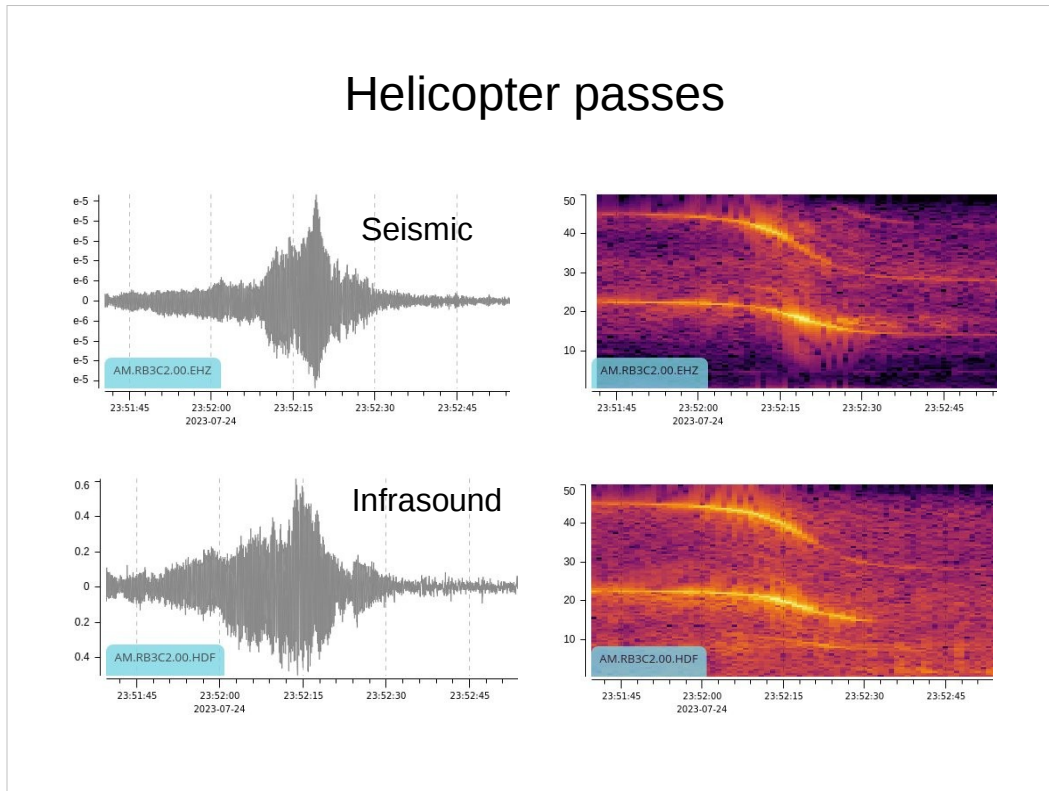 Helicopter passes
Seismic
e-5
e-5
e-5
e-5
e-6
0
e-6
e-5
e-5
e-5
AM.RB3C2.00.EHZ
23:51:45 23:52:00 23:52:15 23:52:30 23:52:45
2023-07-24
50
40
30
20
10
AM.RB3C2.00.EHZ
23:51:45 23:52:00 23:52:15 23:52:30 23:52:45
2023-07-24
Infrasound
0.6
0.4
0.2
0
0.2
0.4
AM.RB3C2.00.HDF
23:51:45 23:52:00 23:52:15 23:52:30 23:52:45
2023-07-24
50
40
30
20
10
AM.RB3C2.00.HDF
23:51:45 23:52:00 23:52:15 23:52:30 23:52:45
2023-07-24